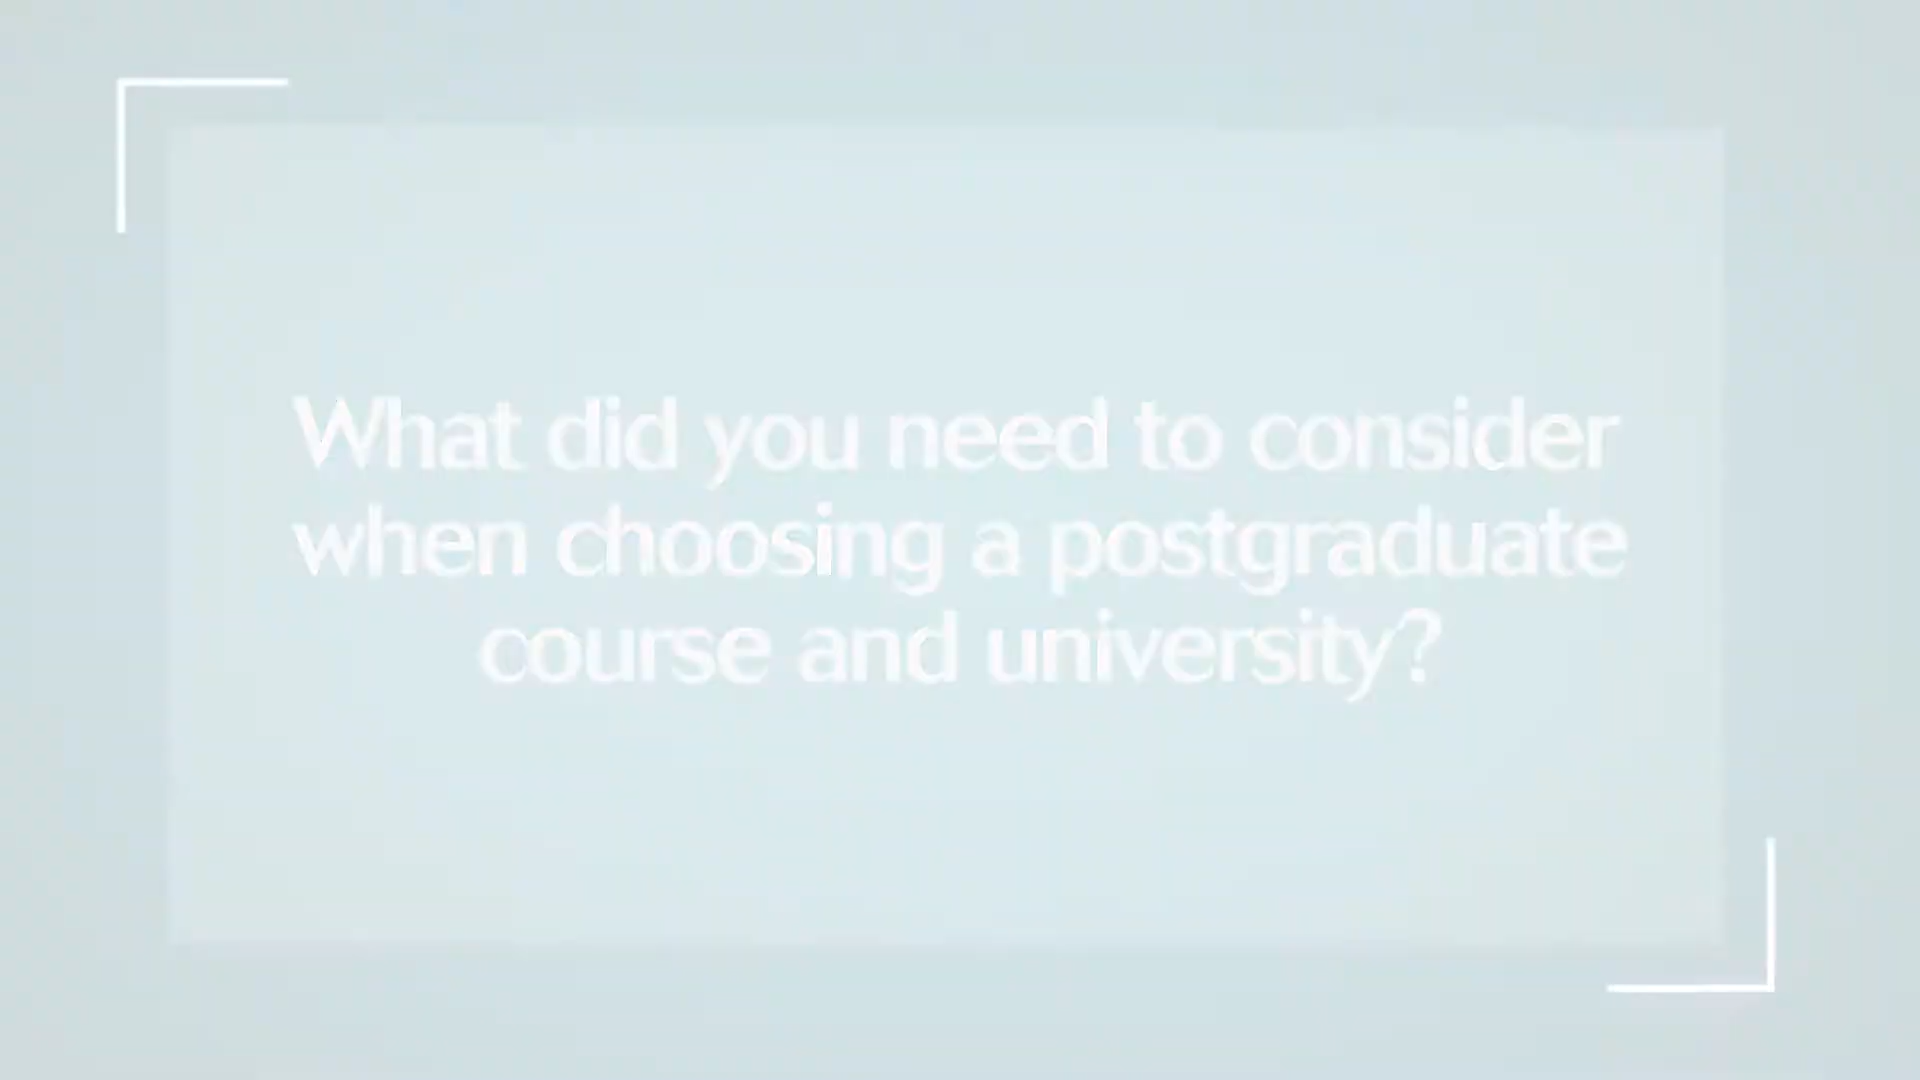 What did you need to consider
when choosing a postgraduate
course and university?